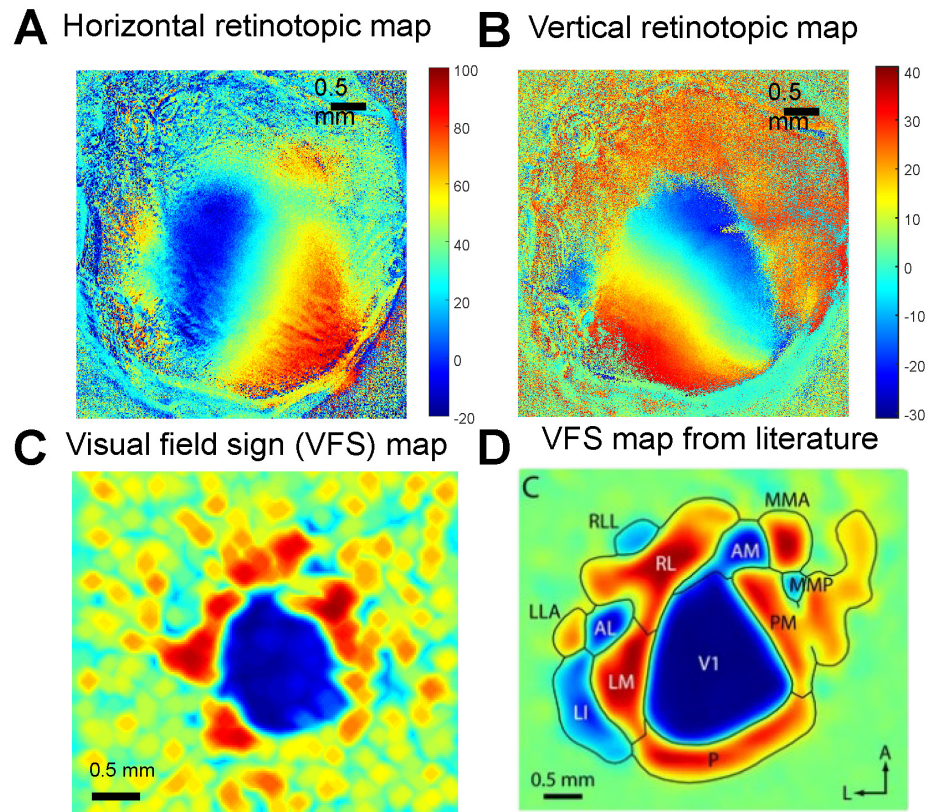 A Horizontal retinotopic map
0.5
mm
100
80
60
40
20
0
-20
B Vertical retinotopic map
0.5
mm
40
30
20
10
0
-10
-20
-30
C Visual field sign (VFS) map
0.5 mm
D VFS map from literature
C
MMA
RLL
AM
RL
MMP
LLA
AL
PM
V1
LM
LI
P
A
0.5 mm
L